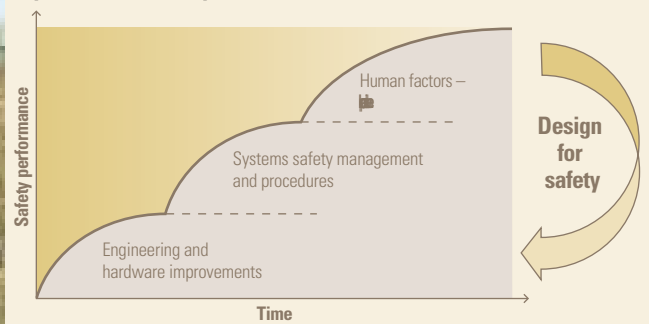 Safety performance
Human factors –
Systems safety management
and procedures
Engineering and
hardware improvements
Time
Design
for
safety